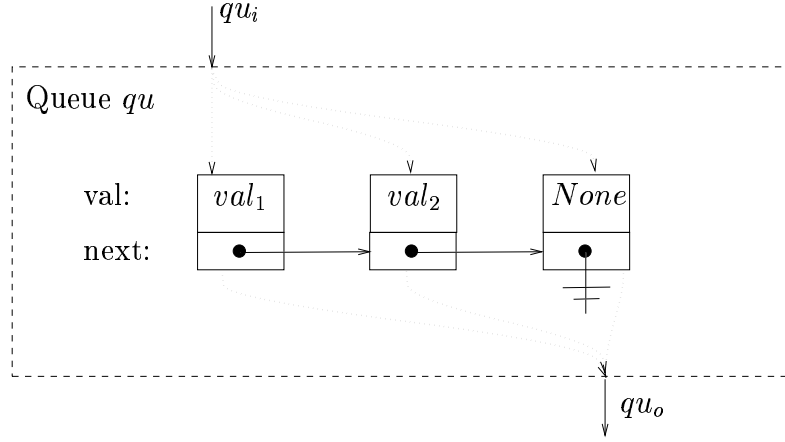 qu_i
Queue qu
val: val_1 val_2 None
next:
qu_o